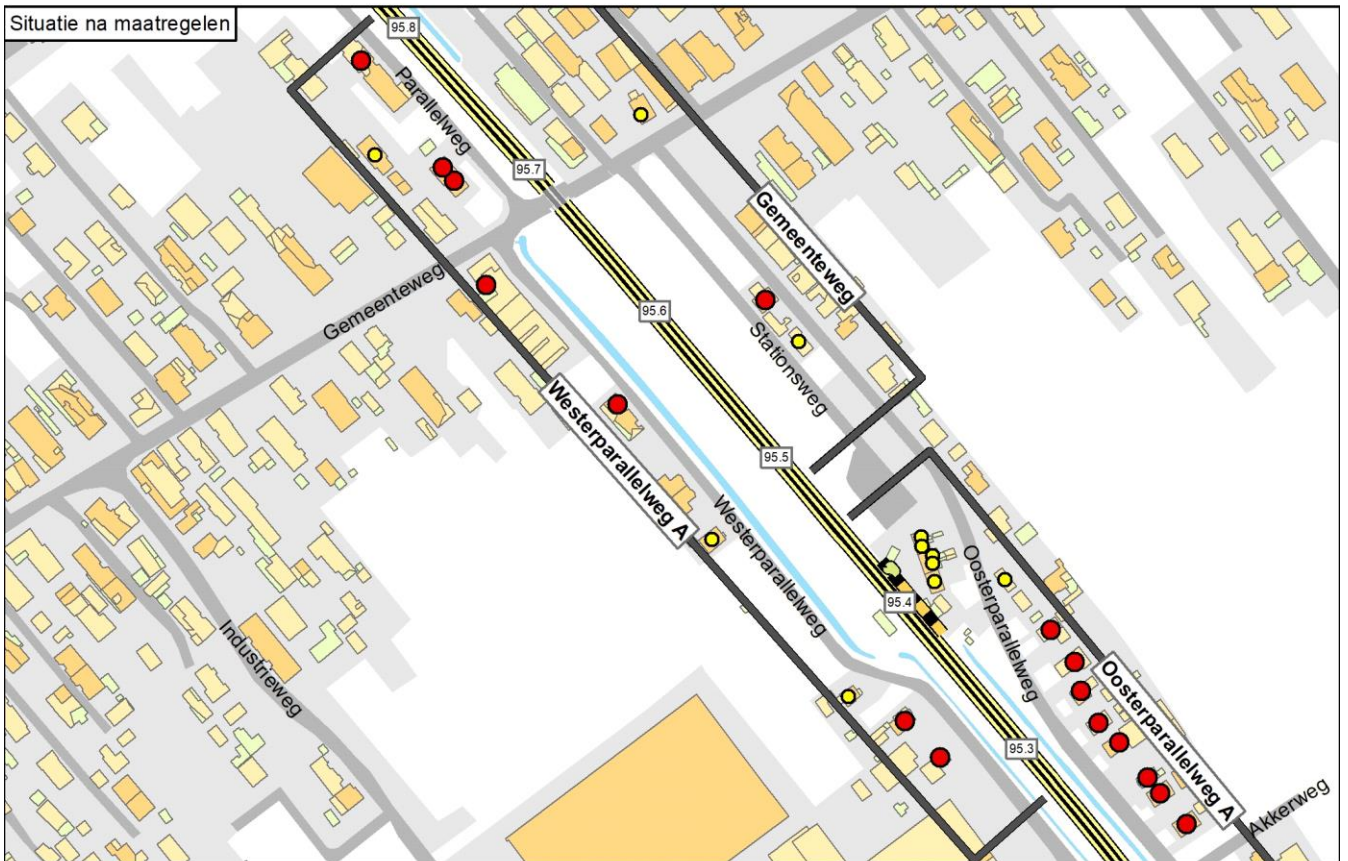 Situatie na maatregelen
95.8
Parallelweg
95.7
Gemeenteweg
Gemeenteweg
95.6
Stationsweg
Westerparallelweg A
95.5
Westerparallelweg
Oosterparallelweg
95.4
Industrieweg
Oosterparallelweg A
95.3
Akkerweg